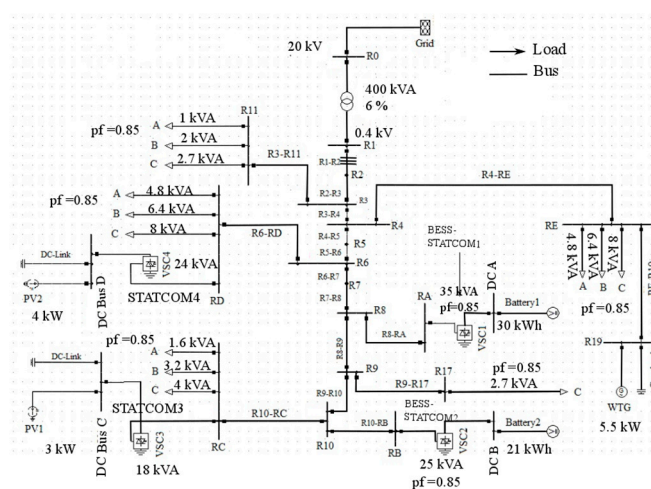 Grid
20 kV
R0
Load
Bus
400 kVA
6 %
0.4 kV
R1
R1-R2
R2
R2-R3
R3
R3-R4
R4
R4-RE
R4-R5
R5
R5-R6
R6
R6-R7
R7
R7-R8
R8
R8-R9
R9
R9-R10
R10
R11
pf =0.85
A
1 kVA
B
2 kVA
C
2.7 kVA
R3-R11
pf =0.85
A
4.8 kVA
B
6.4 kVA
C
8 kVA
R6-RD
DC-Link
VSC4
24 kVA
RD
STATCOM4
PV2
4 kW
DC Bus D
pf =0.85
A
1.6 kVA
B
3.2 kVA
C
4 kVA
DC-Link
STATCOM3
PV1
3 kW
DC Bus C
VSC3
18 kVA
RC
R10-RC
BESS-
STATCOM1
RA
35 kVA
pf=0.85
R8-RA
VSC1
DC A
Battery1
30 kWh
R9-R17
R17
pf =0.85
2.7 kVA
C
BESS-
STATCOM2
R10-RB
RB
VSC2
25 kVA
pf =0.85
DC B
Battery2
21 kWh
RE
4.8 kVA
6.4 kVA
8 kVA
A
B
C
pf =0.85
R19
WTG
5.5 kW